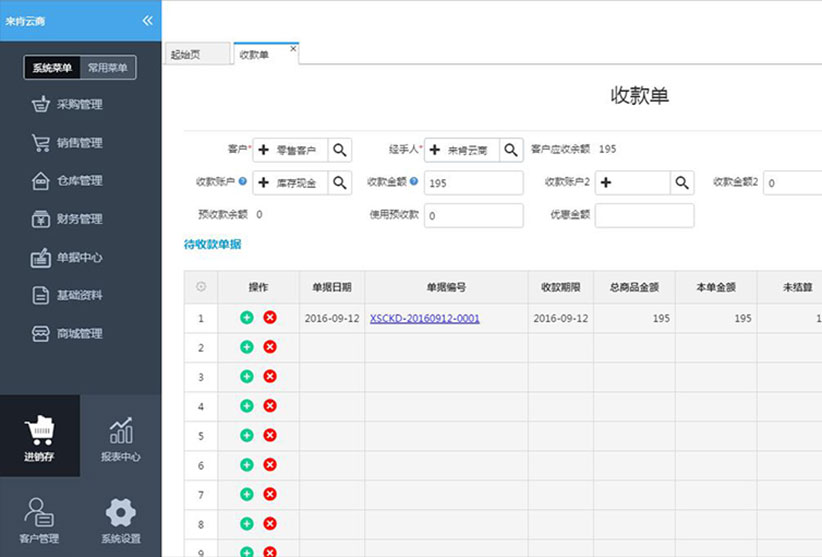 来肯云商
系统菜单 常用菜单
采购管理
销售管理
仓库管理
财务管理
单据中心
基础资料
商城管理
进销存 报表中心
客户管理 系统设置
起始页 收款单
收款单
客户* 零售客户 经手人* 来肯云商 客户应收余额 195
收款账户 库存现金 收款金额 195 收款账户2 收款金额2 0
预收款余额 0 使用预收款 0 优惠金额
待收款单据
操作 单据日期 单据编号 收款期限 总商品金额 本单金额 未结算
1 2016-09-12 XSCKD-20160912-0001 2016-09-12 195 195 1
2
3
4
5
6
7
8
9